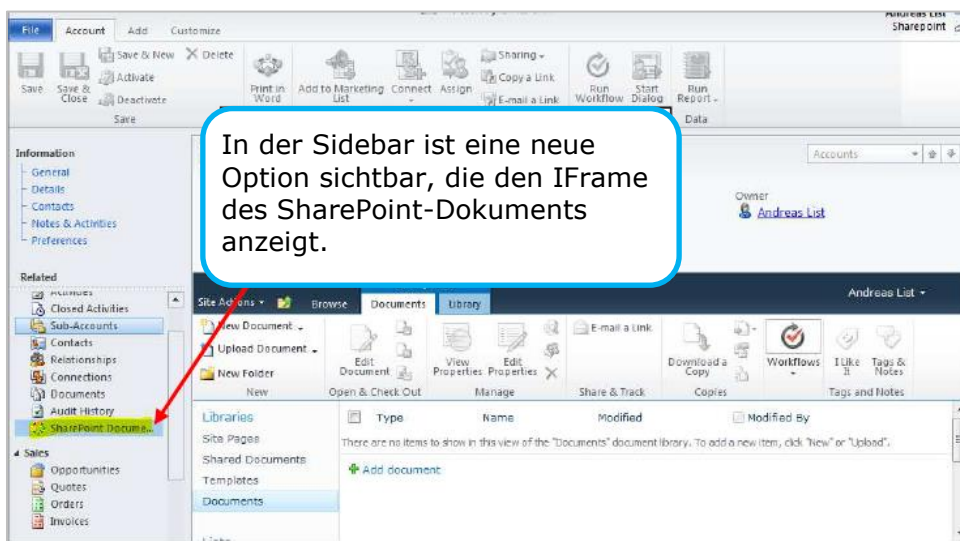 Andreas List
Sharepoint
File Account Add Customize
Save
Save & Close
Save & New
Activate
Deactivate
Delete
Print in Word
Add to Marketing List
Connect
Assign
Sharing
Copy a Link
E-mail a Link
Run Workflow
Start Dialog
Run Report
Save
Data
In der Sidebar ist eine neue
Option sichtbar, die den IFrame
des SharePoint-Dokuments
anzeigt.
Information
General
Details
Contacts
Notes & Activities
Preferences
Accounts
Owner
Andreas List
Related
Activities
Closed Activities
Sub-Accounts
Contacts
Relationships
Connections
Documents
Audit History
SharePoint Docume...
Sales
Opportunities
Quotes
Orders
Invoices
Site Actions Browse Documents Library
Andreas List
New Document
Upload Document
New Folder
New
Edit Document
Open & Check Out
View Properties
Edit Properties
Manage
E-mail a Link
Share & Track
Download a Copy
Copies
Workflows
I Like It
Tags & Notes
Tags and Notes
Libraries
Site Pages
Shared Documents
Templates
Documents
Type Name Modified Modified By
There are no items to show in this view of the "Documents" document library. To add a new item, click "New" or "Upload".
Add document